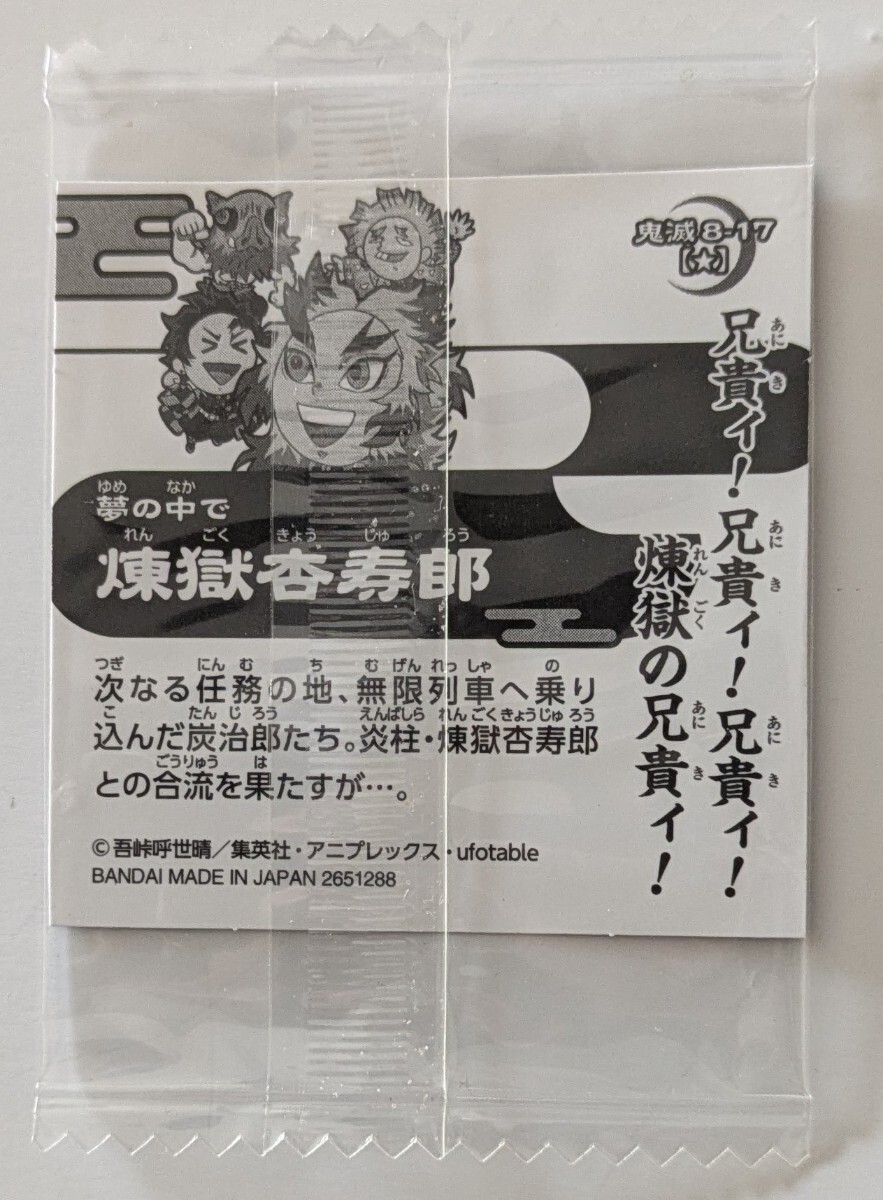 鬼滅8-17
[★]
兄貴ィ！兄貴ィ！兄貴ィ！
煉獄の兄貴ィ！
夢の中で
煉獄杏寿郎
次なる任務の地、無限列車へ乗り
込んだ炭治郎たち。炎柱・煉獄杏寿郎
との合流を果たすが…。
©吾峠呼世晴／集英社・アニプレックス・ufotable
BANDAI MADE IN JAPAN 2651288